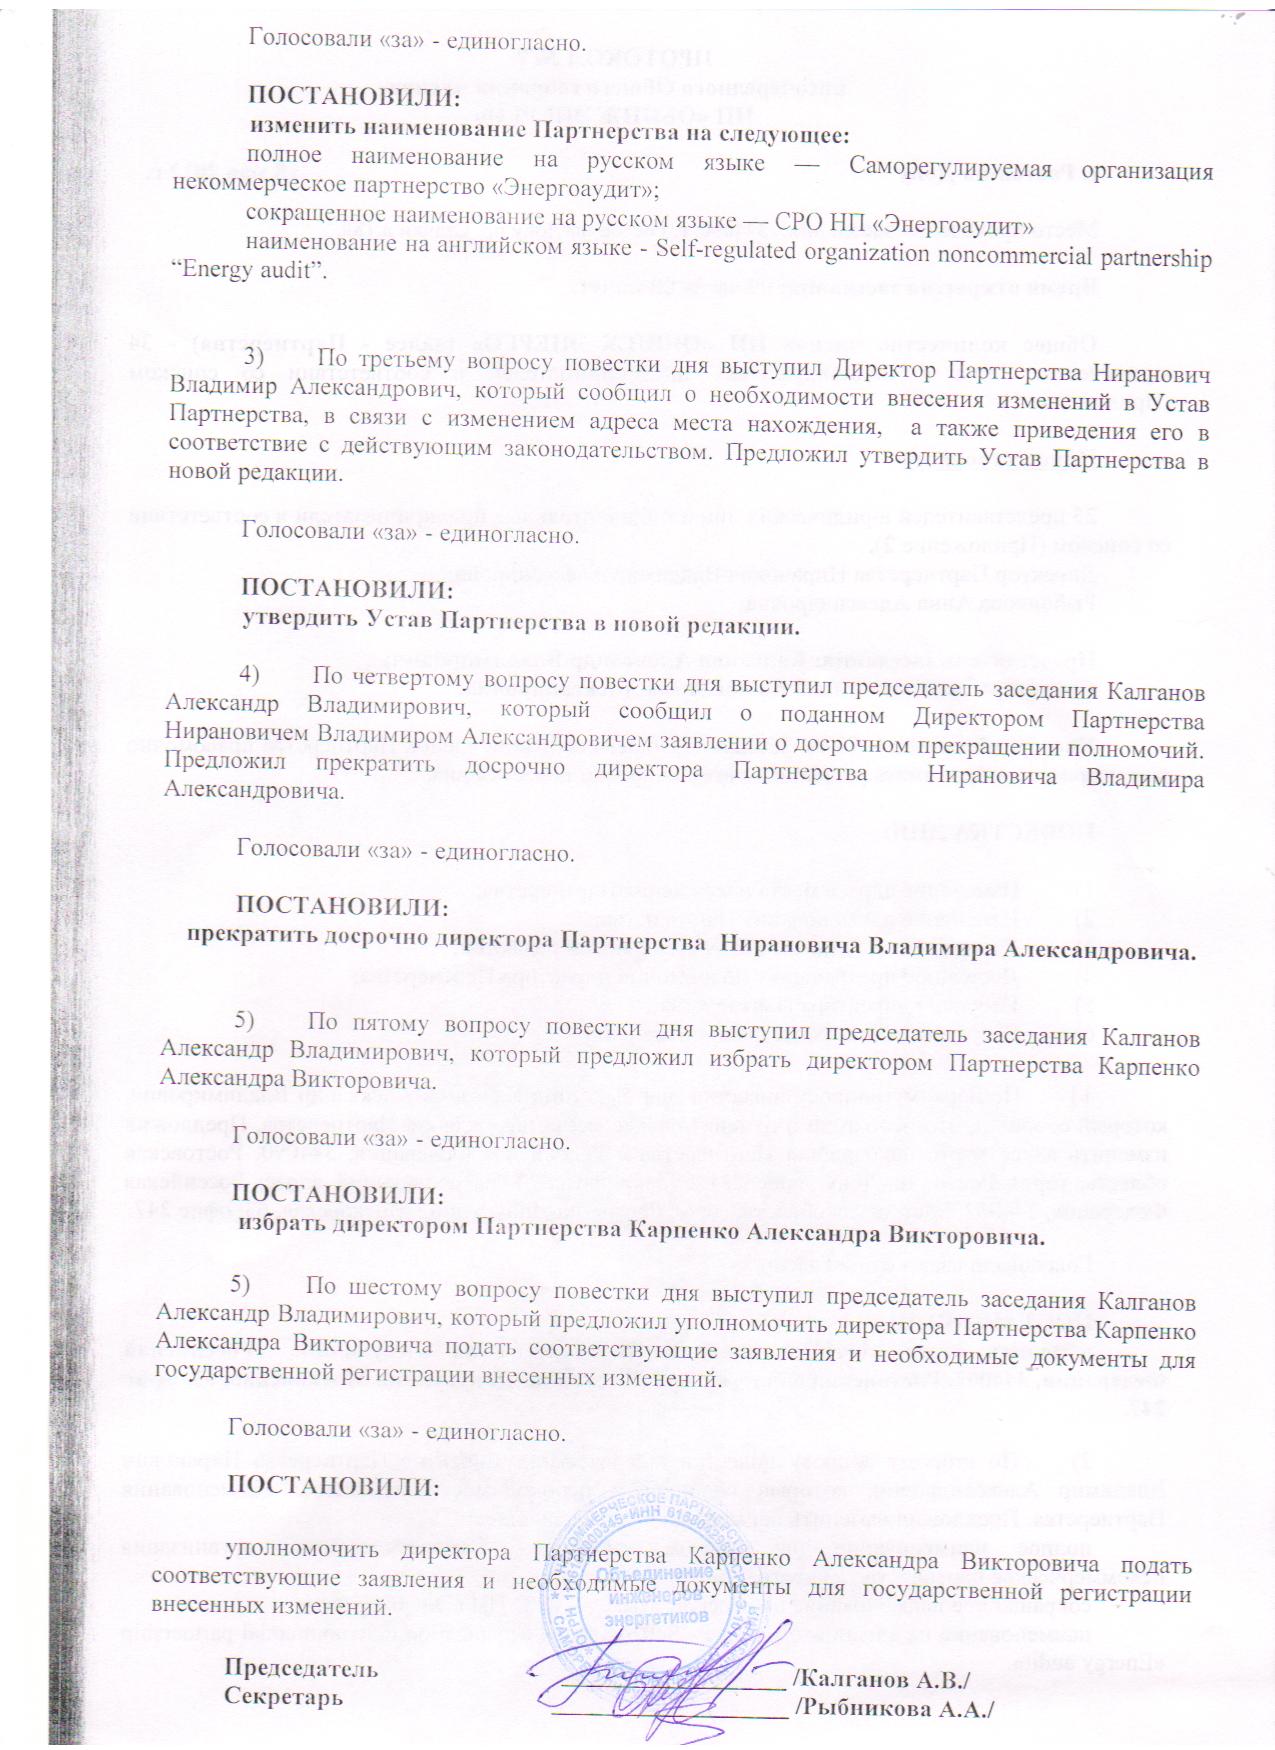 Голосовали «за» - единогласно.
ПОСТАНОВИЛИ:
изменить наименование Партнерства на следующее:
полное наименование на русском языке — Саморегулируемая организация
некоммерческое партнерство «Энергоаудит»;
сокращенное наименование на русском языке — СРО НП «Энергоаудит»
наименование на английском языке - Self-regulated organization noncommercial partnership
“Energy audit”.
3) По третьему вопросу повестки дня выступил Директор Партнерства Ниранович
Владимир Александрович, который сообщил о необходимости внесения изменений в Устав
Партнерства, в связи с изменением адреса места нахождения, а также приведения его в
соответствие с действующим законодательством. Предложил утвердить Устав Партнерства в
новой редакции.
Голосовали «за» - единогласно.
ПОСТАНОВИЛИ:
утвердить Устав Партнерства в новой редакции.
4) По четвертому вопросу повестки дня выступил председатель заседания Калганов
Александр Владимирович, который сообщил о поданном Директором Партнерства
Нирановичем Владимиром Александровичем заявлении о досрочном прекращении полномочий.
Предложил прекратить досрочно директора Партнерства Нирановича Владимира
Александровича.
Голосовали «за» - единогласно.
ПОСТАНОВИЛИ:
прекратить досрочно директора Партнерства Нирановича Владимира Александровича.
5) По пятому вопросу повестки дня выступил председатель заседания Калганов
Александр Владимирович, который предложил избрать директором Партнерства Карпенко
Александра Викторовича.
Голосовали «за» - единогласно.
ПОСТАНОВИЛИ:
избрать директором Партнерства Карпенко Александра Викторовича.
5) По шестому вопросу повестки дня выступил председатель заседания Калганов
Александр Владимирович, который предложил уполномочить директора Партнерства Карпенко
Александра Викторовича подать соответствующие заявления и необходимые документы для
государственной регистрации внесенных изменений.
Голосовали «за» - единогласно.
ПОСТАНОВИЛИ:
уполномочить директора Партнерства Карпенко Александра Викторовича подать
соответствующие заявления и необходимые документы для государственной регистрации
внесенных изменений.
Объединение
инженеров
энергетиков
Председатель /Калганов А.В./
Секретарь /Рыбникова А.А./